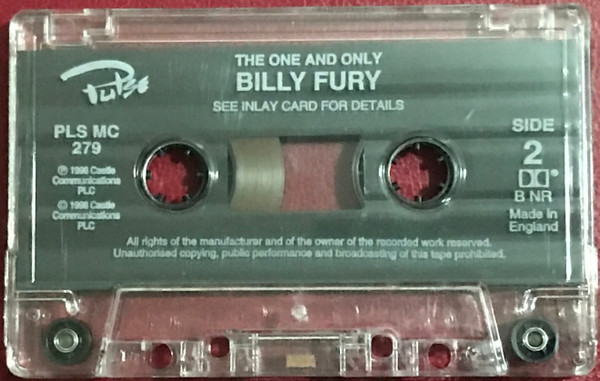 THE ONE AND ONLY
BILLY FURY
SEE INLAY CARD FOR DETAILS
Pulse
PLS MC
279
℗ 1998 Castle
Communications
PLC
© 1998 Castle
Communications
PLC
SIDE
2
B NR
Made in
England
All rights of the manufacturer and of the owner of the recorded work reserved.
Unauthorised copying, public performance and broadcasting of this tape prohibited.